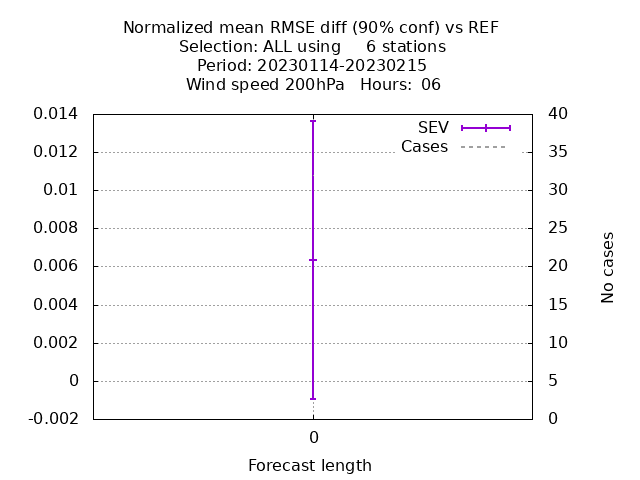 Normalized mean RMSE diff (90% conf) vs REF
Selection: ALL using     6 stations
Period: 20230114-20230215
Wind speed 200hPa   Hours:  06
SEV
Cases
0.014
0.012
0.01
0.008
0.006
0.004
0.002
0
-0.002
40
35
30
25
20
15
10
5
0
No cases
0
Forecast length